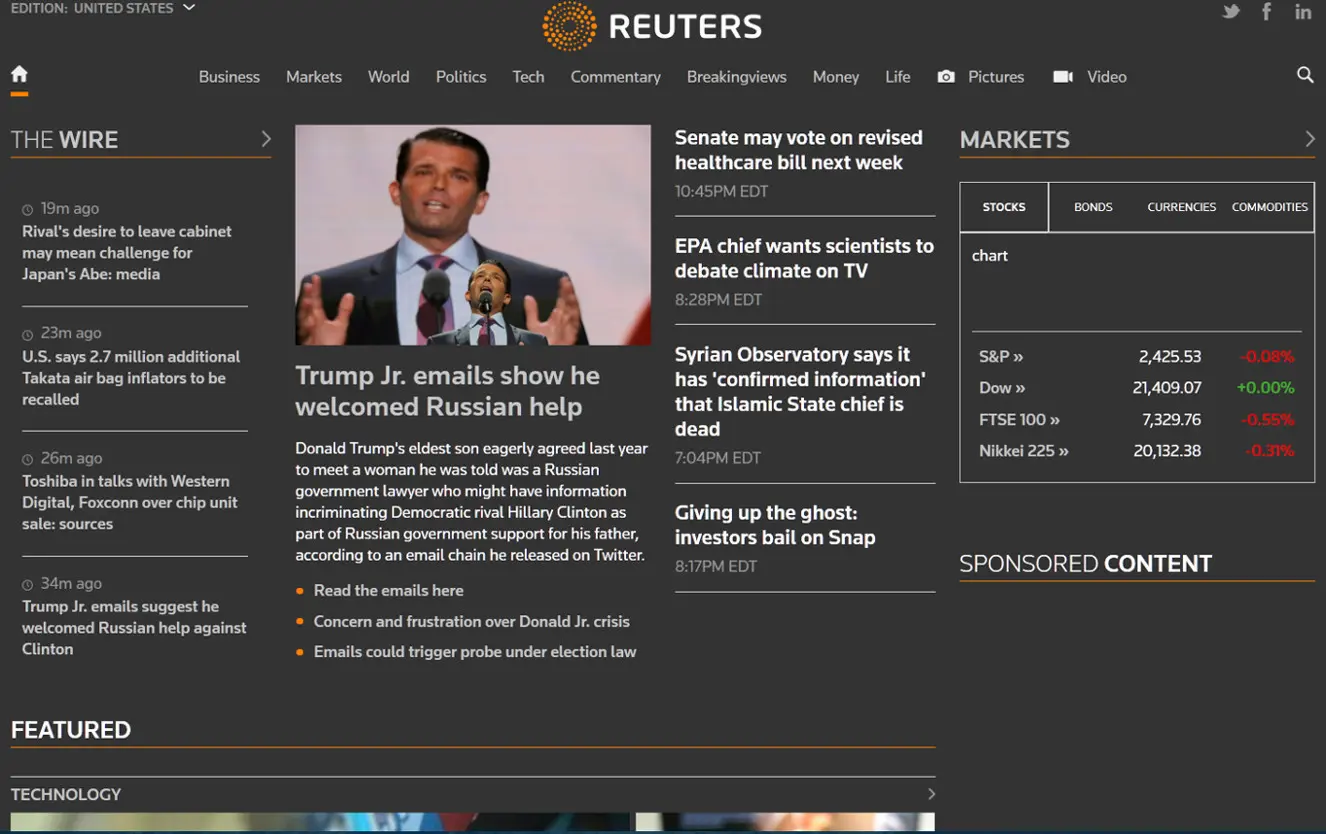 EDITION: UNITED STATES
REUTERS
Business Markets World Politics Tech Commentary Breakingviews Money Life Pictures Video
THE WIRE
19m ago
Rival's desire to leave cabinet
may mean challenge for
Japan's Abe: media
23m ago
U.S. says 2.7 million additional
Takata air bag inflators to be
recalled
26m ago
Toshiba in talks with Western
Digital, Foxconn over chip unit
sale: sources
34m ago
Trump Jr. emails suggest he
welcomed Russian help against
Clinton
Trump Jr. emails show he
welcomed Russian help
Donald Trump's eldest son eagerly agreed last year
to meet a woman he was told was a Russian
government lawyer who might have information
incriminating Democratic rival Hillary Clinton as
part of Russian government support for his father,
according to an email chain he released on Twitter.
Read the emails here
Concern and frustration over Donald Jr. crisis
Emails could trigger probe under election law
Senate may vote on revised
healthcare bill next week
10:45PM EDT
EPA chief wants scientists to
debate climate on TV
8:28PM EDT
Syrian Observatory says it
has 'confirmed information'
that Islamic State chief is
dead
7:04PM EDT
Giving up the ghost:
investors bail on Snap
8:17PM EDT
MARKETS
STOCKS BONDS CURRENCIES COMMODITIES
chart
S&P » 2,425.53 -0.08%
Dow » 21,409.07 +0.00%
FTSE 100 » 7,329.76 -0.55%
Nikkei 225 » 20,132.38 -0.31%
SPONSORED CONTENT
FEATURED
TECHNOLOGY